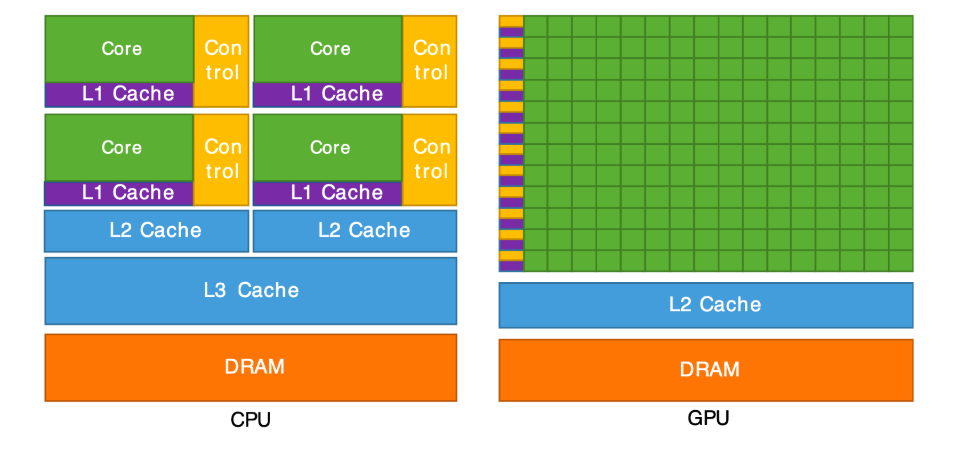 Core
Con
trol
Core
Con
trol
L1 Cache
L1 Cache
Core
Con
trol
Core
Con
trol
L1 Cache
L1 Cache
L2 Cache
L2 Cache
L3 Cache
DRAM
CPU
L2 Cache
DRAM
GPU